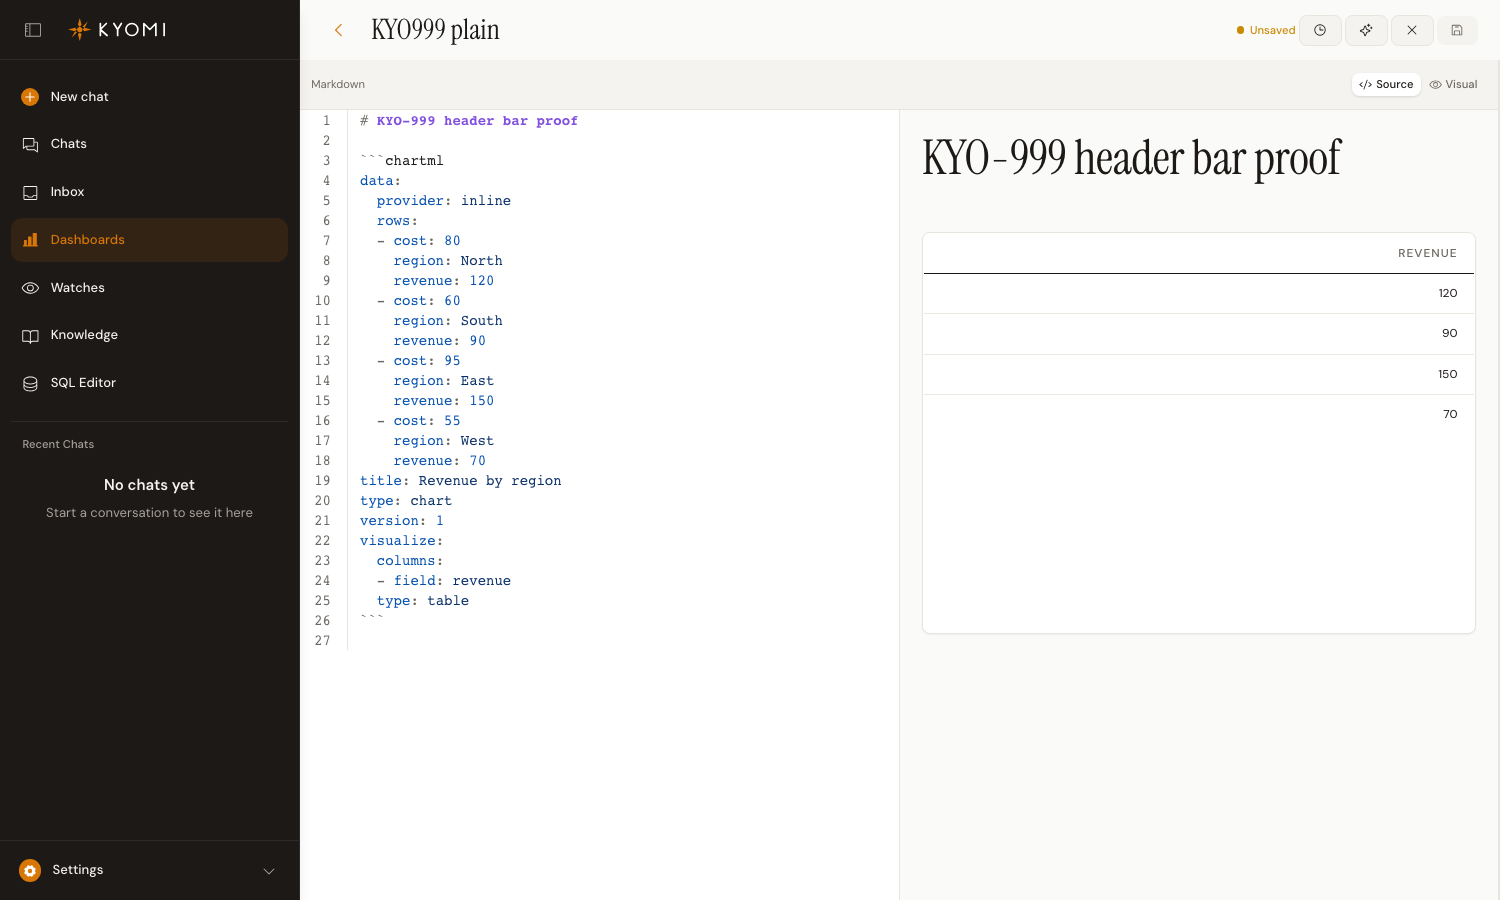 KYOMI
New chat
Chats
Inbox
Dashboards
Watches
Knowledge
SQL Editor
Recent Chats
No chats yet
Start a conversation to see it here
Settings
KYO999 plain
Unsaved
Markdown
</> Source
Visual
1 # KYO-999 header bar proof
2
3 ```chartml
4 data:
5   provider: inline
6   rows:
7   - cost: 80
8     region: North
9     revenue: 120
10   - cost: 60
11     region: South
12     revenue: 90
13   - cost: 95
14     region: East
15     revenue: 150
16   - cost: 55
17     region: West
18     revenue: 70
19 title: Revenue by region
20 type: chart
21 version: 1
22 visualize:
23   columns:
24   - field: revenue
25   type: table
26 ```
27
KYO-999 header bar proof
REVENUE
120
90
150
70